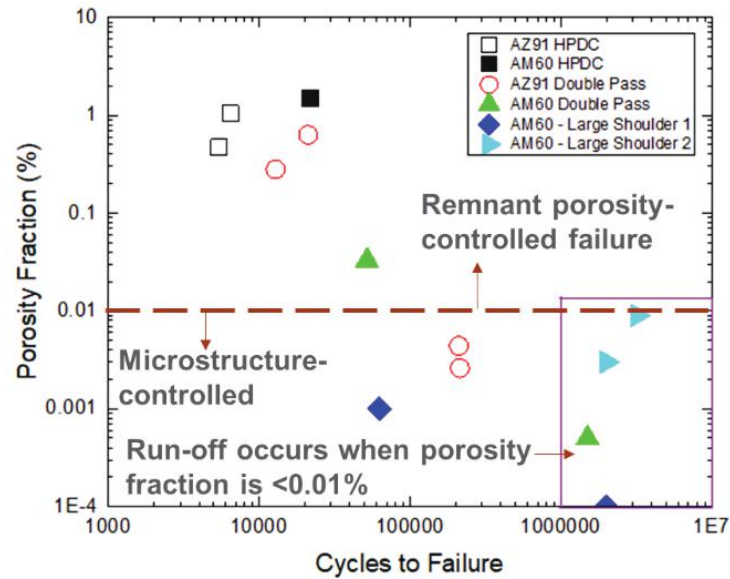 10
1
0.1
0.01
0.001
1E-4
Porosity Fraction (%)
AZ91 HPDC
AM60 HPDC
AZ91 Double Pass
AM60 Double Pass
AM60 - Large Shoulder 1
AM60 - Large Shoulder 2
Remnant porosity-
controlled failure
Microstructure-
controlled
Run-off occurs when porosity
fraction is <0.01%
1000
10000
100000
1000000
1E7
Cycles to Failure